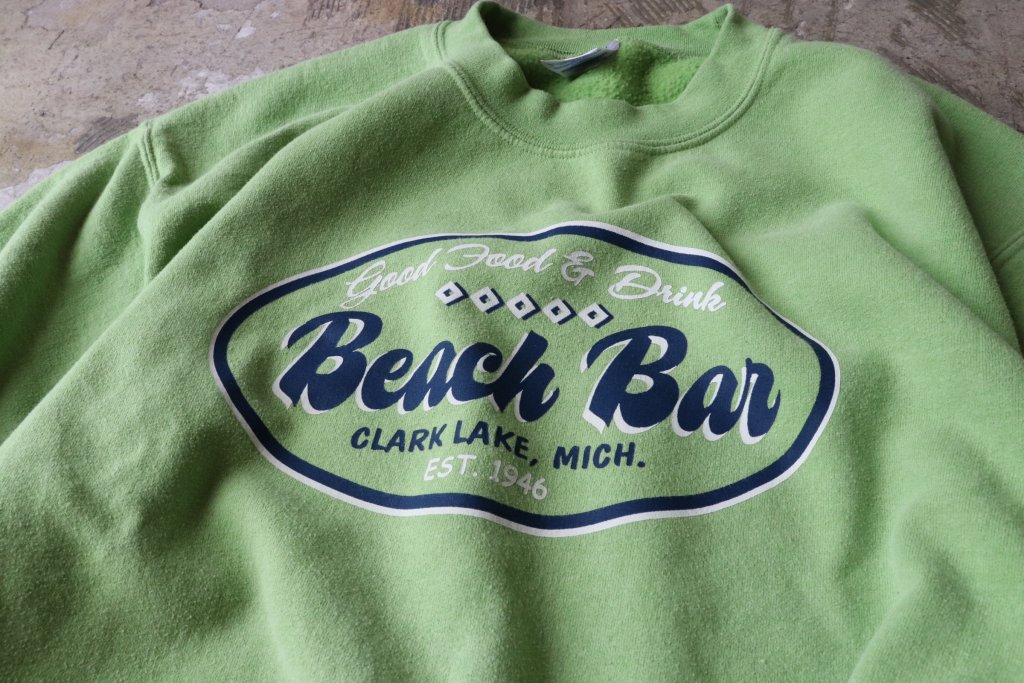 Good Food & Drink
Beach Bar
CLARK LAKE, MICH.
EST. 1946